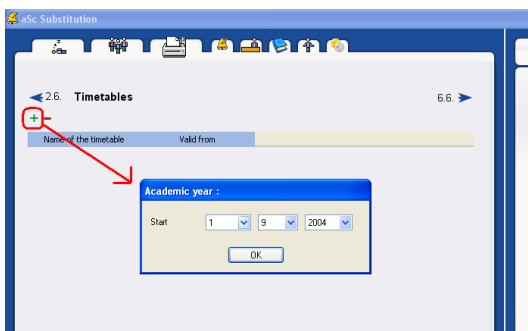 aSc Substitution
2.6. Timetables 6.6.
Name of the timetable Valid from
Academic year :
Start 1 9 2004
OK